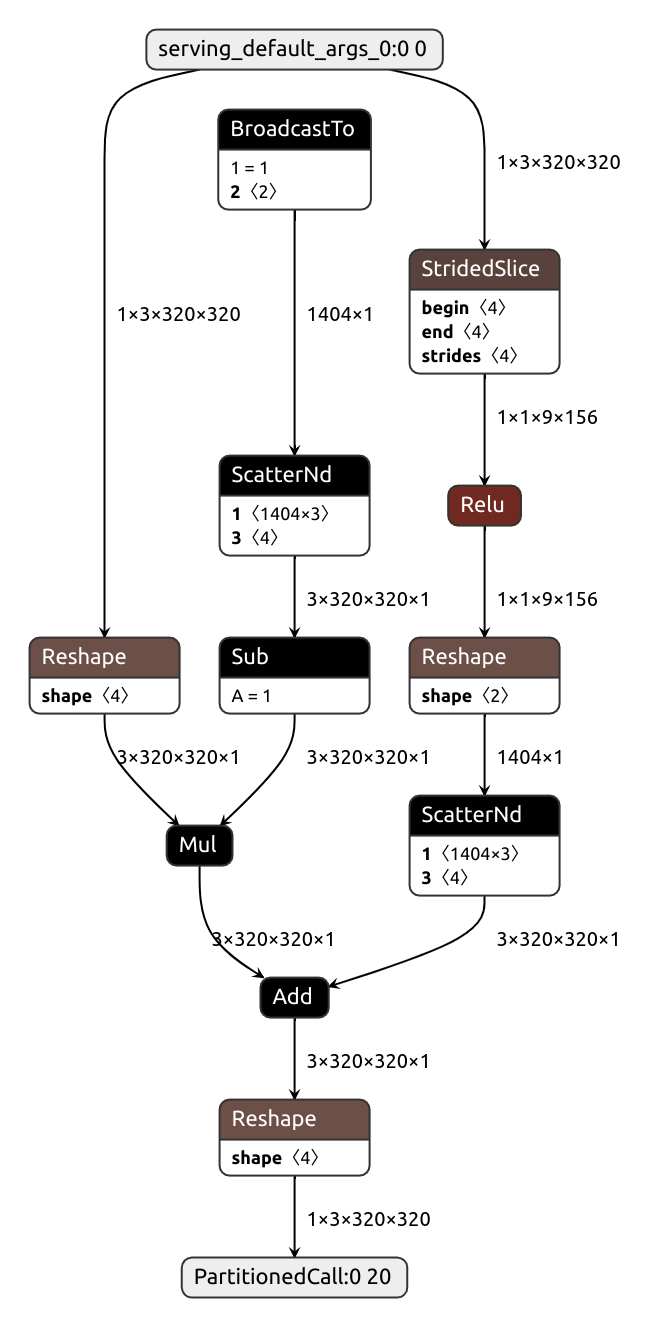 serving_default_args_0:0 0
BroadcastTo
1 = 1
2〈2〉
1×3×320×320
StridedSlice
begin〈4〉
end〈4〉
strides〈4〉
1×3×320×320
1404×1
1×1×9×156
ScatterNd
1〈1404×3〉
3〈4〉
Relu
3×320×320×1
1×1×9×156
Reshape
shape〈4〉
Sub
A = 1
Reshape
shape〈2〉
3×320×320×1
3×320×320×1
1404×1
Mul
ScatterNd
1〈1404×3〉
3〈4〉
3×320×320×1
3×320×320×1
Add
3×320×320×1
Reshape
shape〈4〉
1×3×320×320
PartitionedCall:0 20